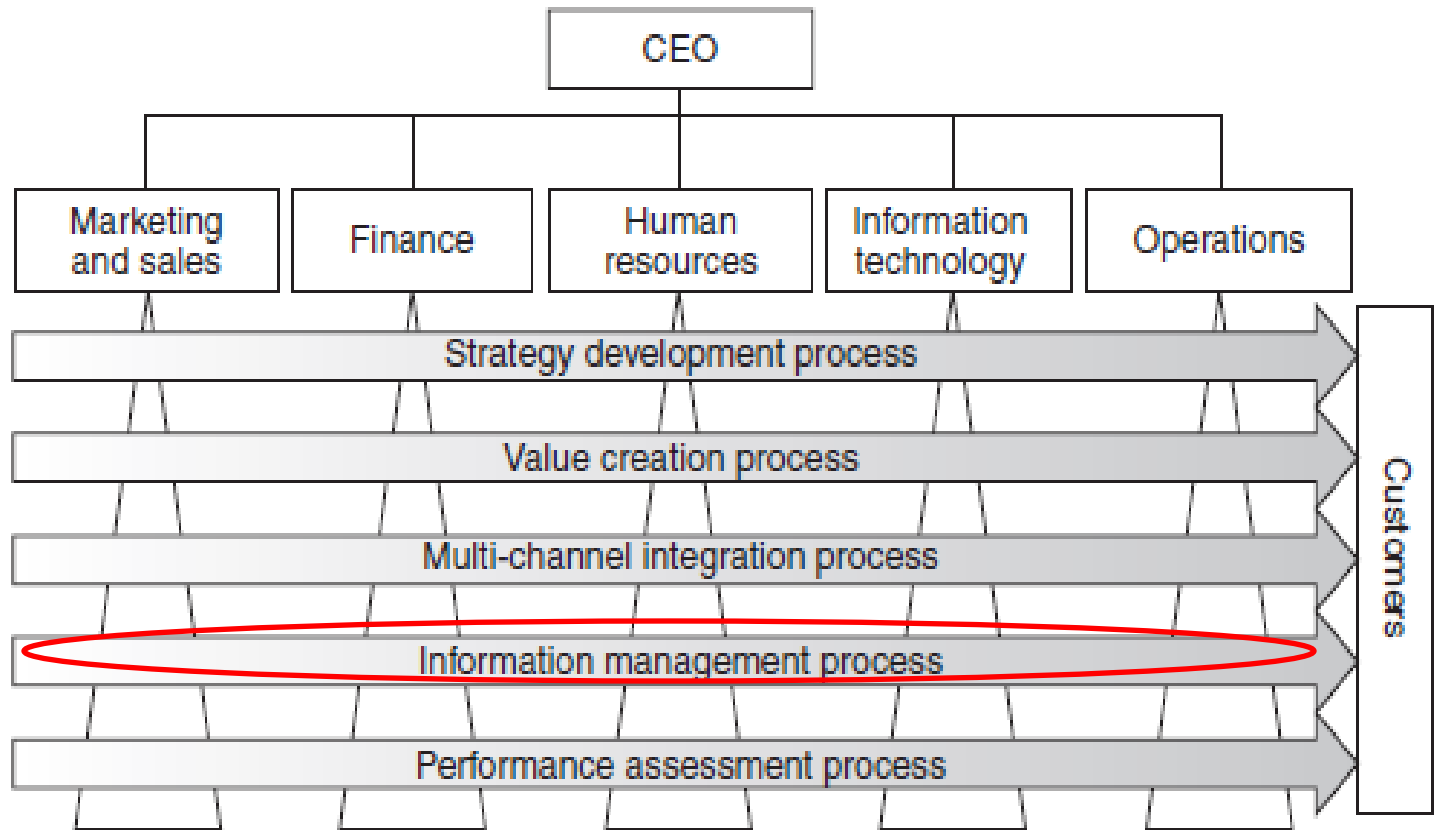 CEO
Marketing
and sales
Finance
Human
resources
Information
technology
Operations
Strategy development process
Value creation process
Multi-channel integration process
Information management process
Performance assessment process
Customers